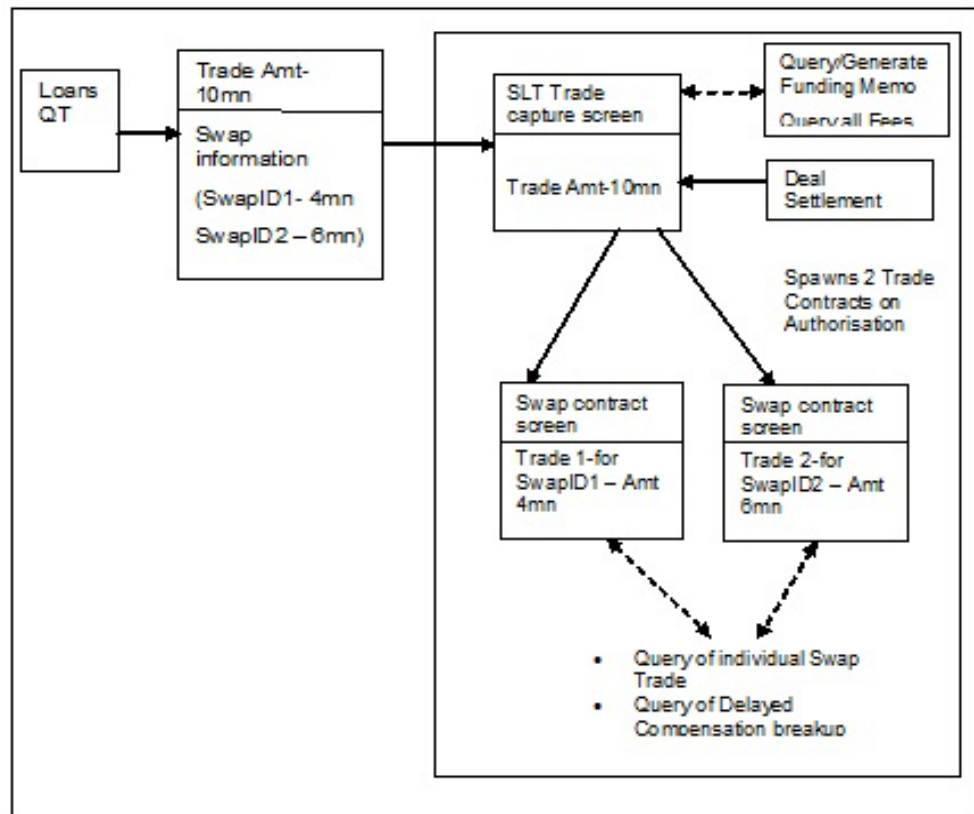 Loans
QT
Trade Amt-
10mn
Swap
information
(SwapID1- 4mn
SwapID2 – 6mn)
SLT Trade
capture screen
Trade Amt-10mn
Query/Generate
Funding Memo
Query all Fees
Deal
Settlement
Spawns 2 Trade
Contracts on
Authorisation
Swap contract
screen
Trade 1-for
SwapID1 – Amt
4mn
Swap contract
screen
Trade 2-for
SwapID2 – Amt
6mn
• Query of individual Swap
Trade
• Query of Delayed
Compensation breakup